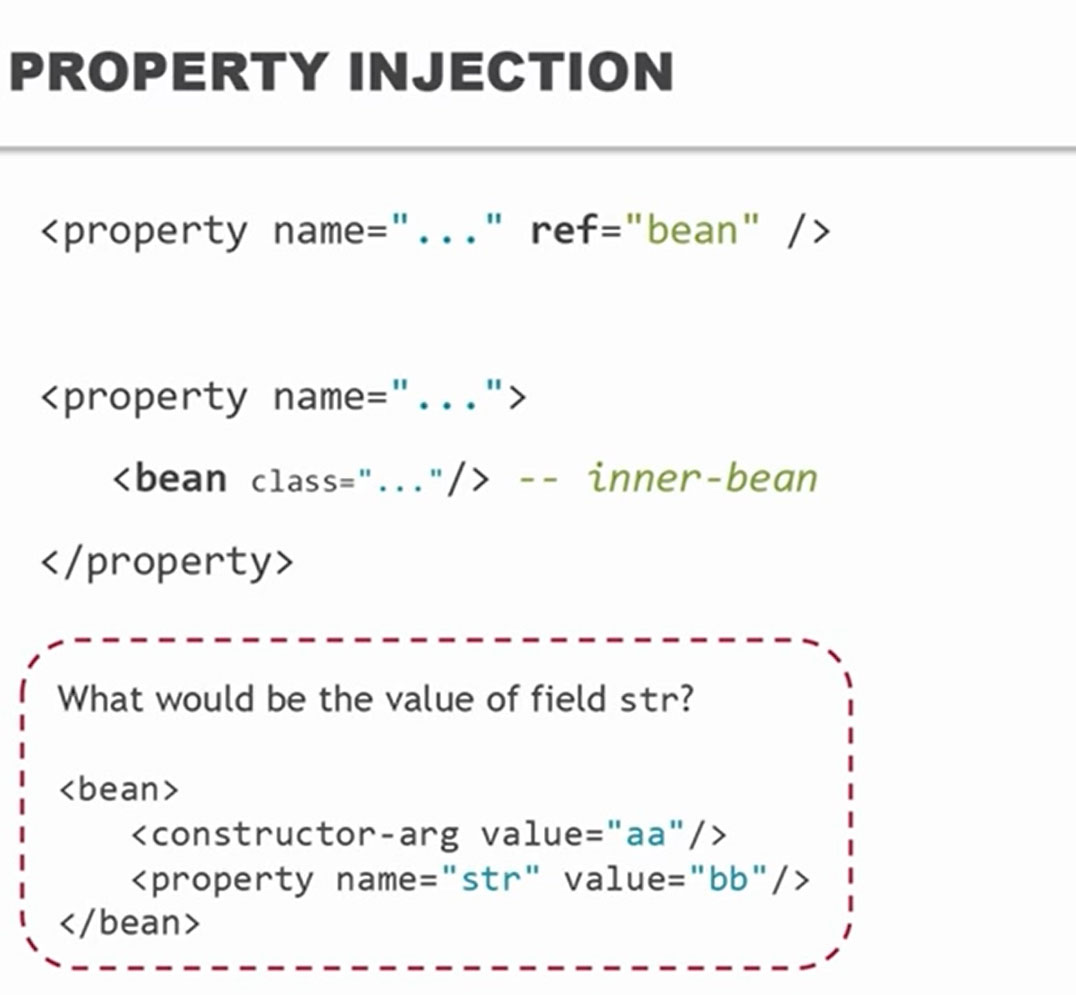 PROPERTY INJECTION
<property name="..." ref="bean" />
<property name="...">
<bean class="..."/> -- inner-bean
</property>
What would be the value of field str?
<bean>
<constructor-arg value="aa"/>
<property name="str" value="bb"/>
</bean>